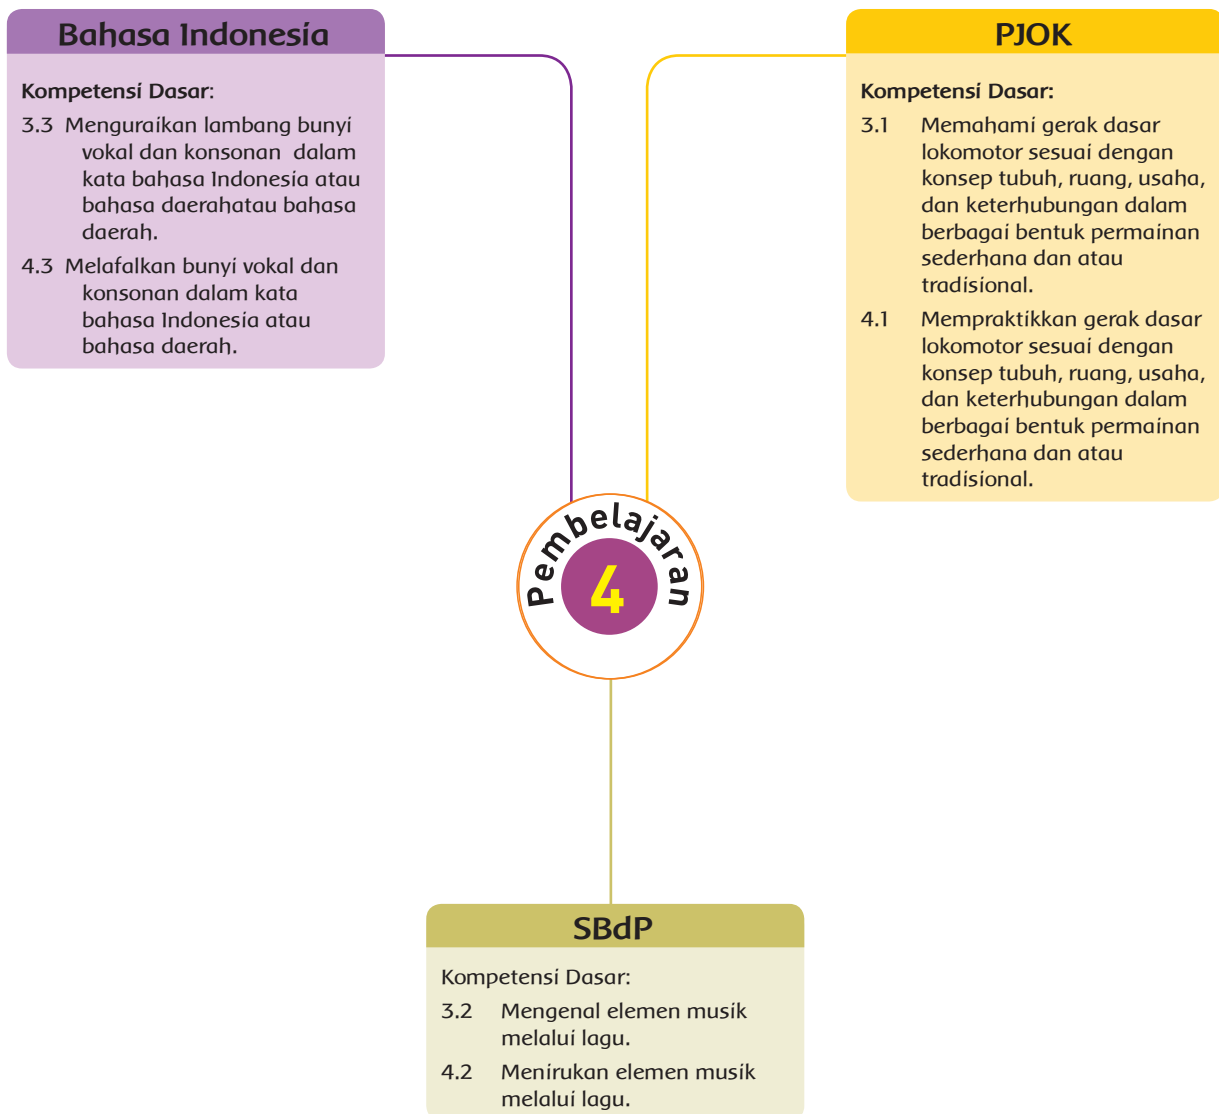 Bahasa Indonesia
Kompetensi Dasar:
3.3 Menguraikan lambang bunyi
vokal dan konsonan dalam
kata bahasa Indonesia atau
bahasa daerahatau bahasa
daerah.
4.3 Melafalkan bunyi vokal dan
konsonan dalam kata
bahasa Indonesia atau
bahasa daerah.
PJOK
Kompetensi Dasar:
3.1 Memahami gerak dasar
lokomotor sesuai dengan
konsep tubuh, ruang, usaha,
dan keterhubungan dalam
berbagai bentuk permainan
sederhana dan atau
tradisional.
4.1 Mempraktikkan gerak dasar
lokomotor sesuai dengan
konsep tubuh, ruang, usaha,
dan keterhubungan dalam
berbagai bentuk permainan
sederhana dan atau
tradisional.
Pembelajaran
4
SBdP
Kompetensi Dasar:
3.2 Mengenal elemen musik
melalui lagu.
4.2 Menirukan elemen musik
melalui lagu.